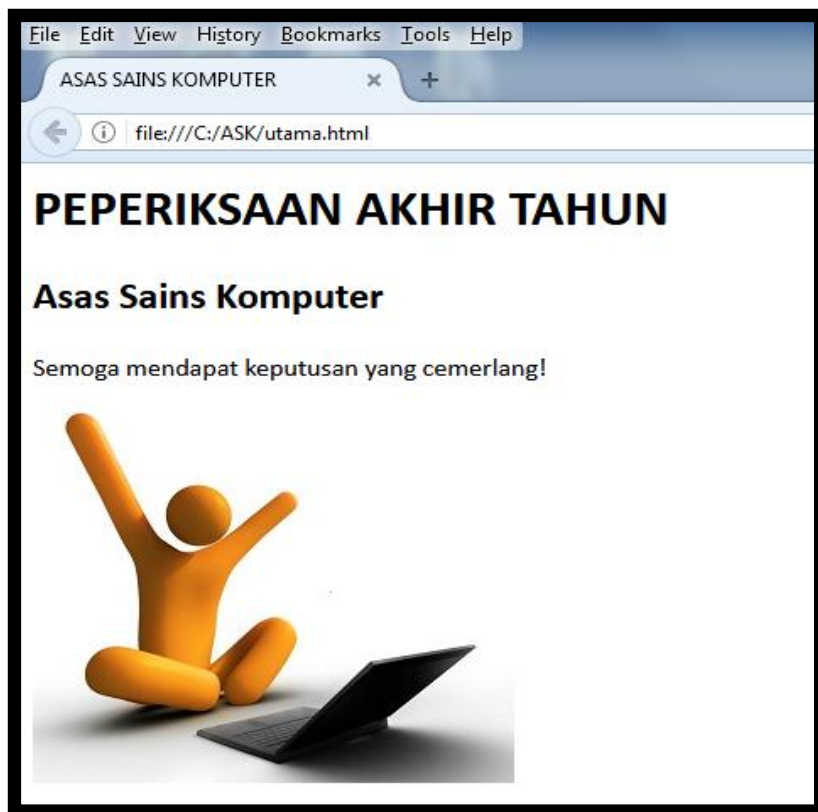 File Edit View History Bookmarks Tools Help
ASAS SAINS KOMPUTER
file:///C:/ASK/utama.html
PEPERIKSAAN AKHIR TAHUN
Asas Sains Komputer
Semoga mendapat keputusan yang cemerlang!